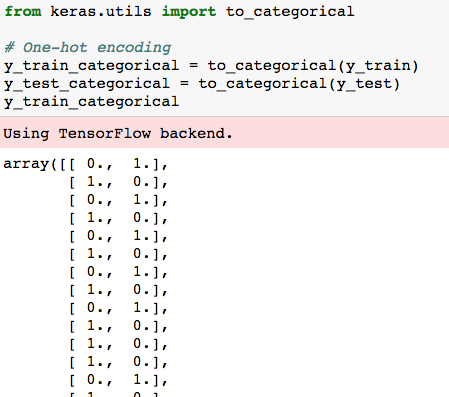 from keras.utils import to_categorical
# One-hot encoding
y_train_categorical = to_categorical(y_train)
y_test_categorical = to_categorical(y_test)
y_train_categorical
Using TensorFlow backend.
array([[ 0.,  1.],
       [ 1.,  0.],
       [ 0.,  1.],
       [ 1.,  0.],
       [ 0.,  1.],
       [ 1.,  0.],
       [ 0.,  1.],
       [ 1.,  0.],
       [ 0.,  1.],
       [ 1.,  0.],
       [ 1.,  0.],
       [ 1.,  0.],
       [ 0.,  1.],